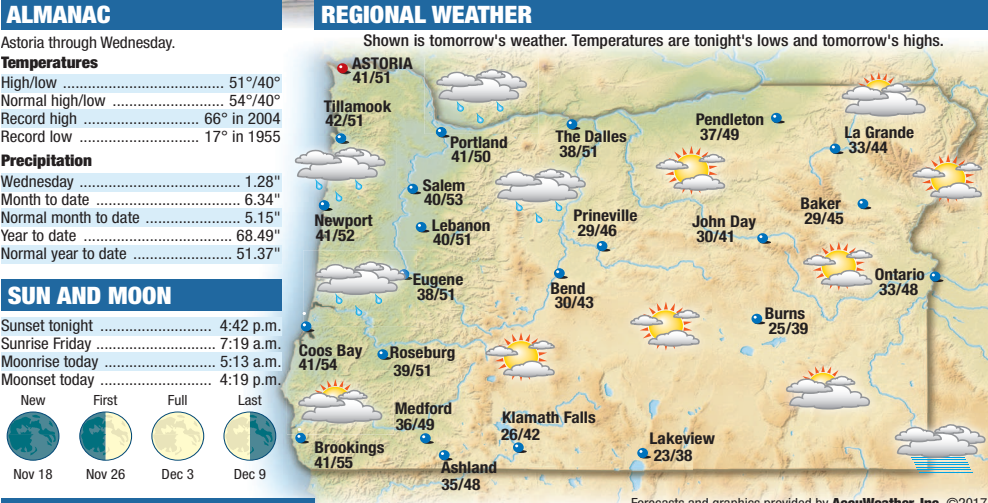 ALMANAC
Astoria through Wednesday.
Temperatures
High/low ........................................ 51°/40°
Normal high/low ........................... 54°/40°
Record high ........................... 66° in 2004
Record low ............................ 17° in 1955
Precipitation
Wednesday ........................................ 1.28"
Month to date .................................. 6.34"
Normal month to date ..................... 5.15"
Year to date .................................... 68.49"
Normal year to date ........................ 51.37"
SUN AND MOON
Sunset tonight ........................... 4:42 p.m.
Sunrise Friday ........................... 7:19 a.m.
Moonrise today .......................... 5:13 a.m.
Moonset today ........................... 4:19 p.m.
New First Full Last
Nov 18 Nov 26 Dec 3 Dec 9
REGIONAL WEATHER
Shown is tomorrow's weather. Temperatures are tonight's lows and tomorrow's highs.
ASTORIA
41/51
Tillamook
42/51
Portland
41/50
The Dalles
38/51
Pendleton
37/49
La Grande
33/44
Salem
40/53
Newport
41/52
Lebanon
40/51
Prineville
29/46
John Day
30/41
Baker
29/45
Eugene
38/51
Bend
30/43
Ontario
33/48
Burns
25/39
Coos Bay
41/54
Roseburg
39/51
Medford
36/49
Klamath Falls
26/42
Brookings
41/55
Ashland
35/48
Lakeview
23/38
Forecasts and graphics provided by AccuWeather, Inc. ©2017